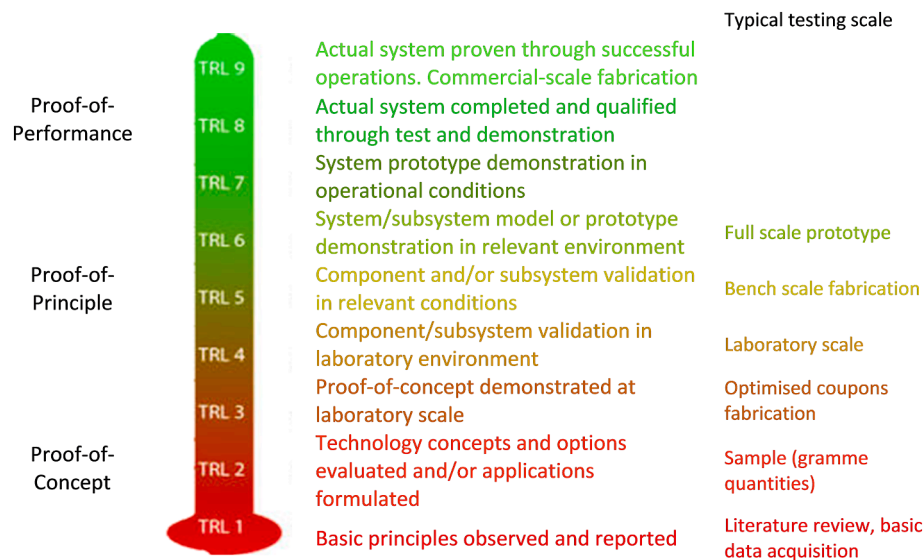 Typical testing scale
Proof-of-
Performance
TRL 9
Actual system proven through successful
operations. Commercial-scale fabrication
TRL 8
Actual system completed and qualified
through test and demonstration
TRL 7
System prototype demonstration in
operational conditions
Proof-of-
Principle
TRL 6
System/subsystem model or prototype
demonstration in relevant environment
Full scale prototype
TRL 5
Component and/or subsystem validation
in relevant conditions
Bench scale fabrication
TRL 4
Component/subsystem validation in
laboratory environment
Laboratory scale
Proof-of-
Concept
TRL 3
Proof-of-concept demonstrated at
laboratory scale
Optimised coupons
fabrication
TRL 2
Technology concepts and options
evaluated and/or applications
formulated
Sample (gramme
quantities)
TRL 1
Basic principles observed and reported
Literature review, basic
data acquisition